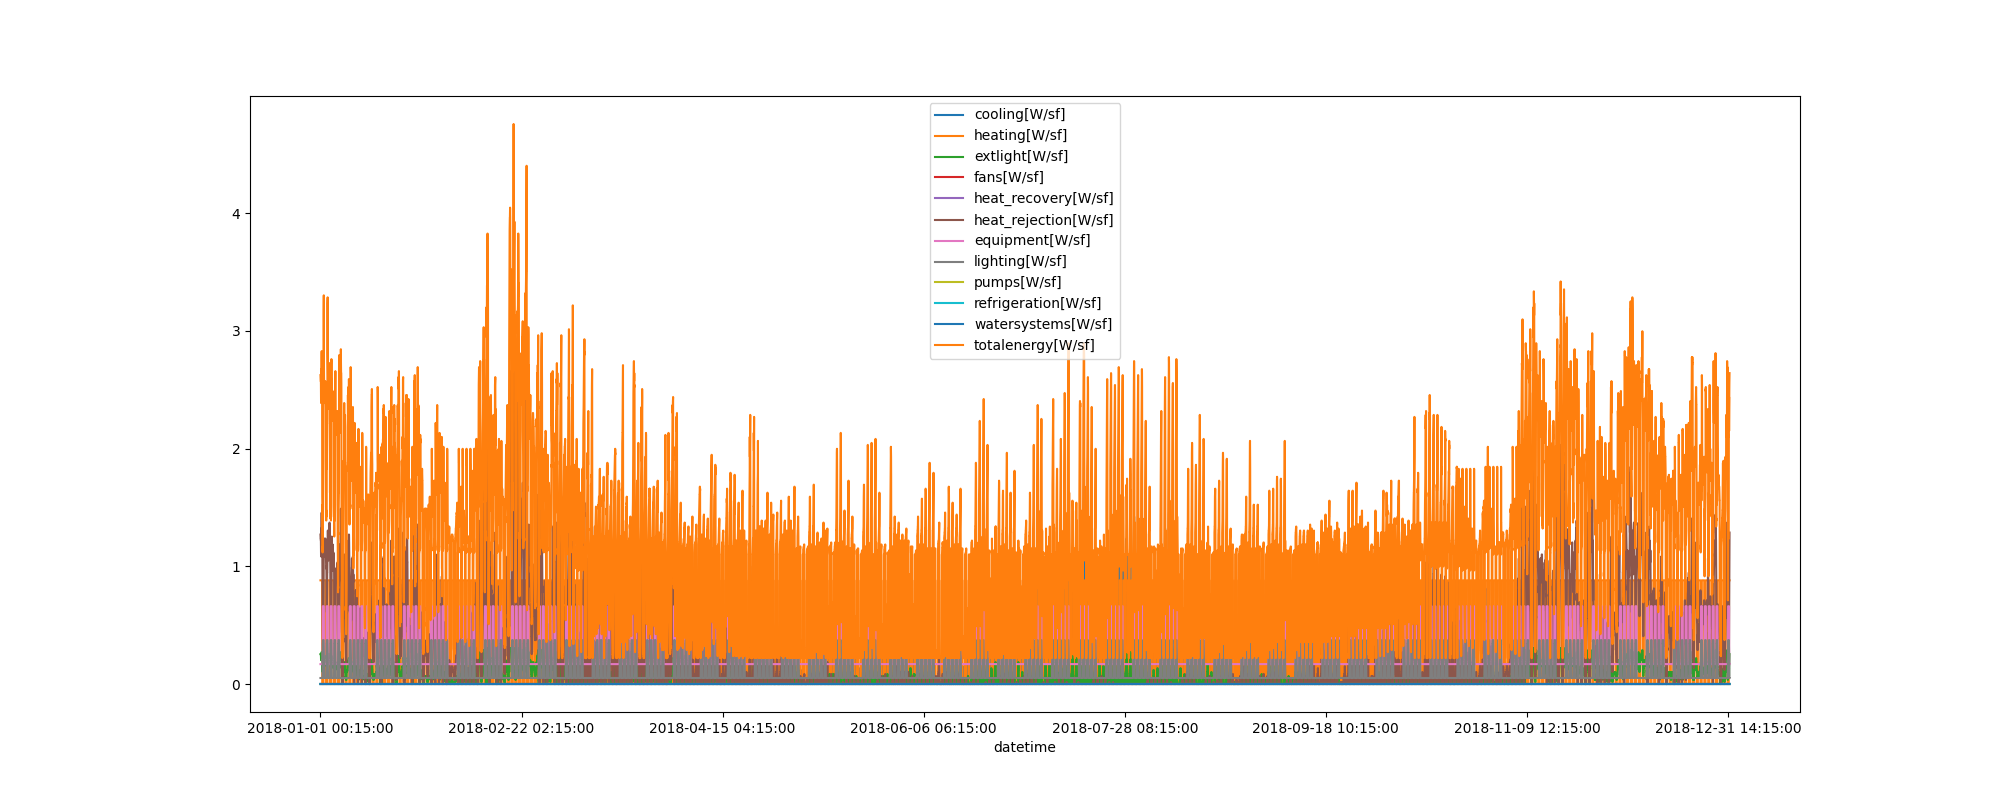 cooling[W/sf]
heating[W/sf]
extlight[W/sf]
fans[W/sf]
heat_recovery[W/sf]
heat_rejection[W/sf]
equipment[W/sf]
lighting[W/sf]
pumps[W/sf]
refrigeration[W/sf]
watersystems[W/sf]
totalenergy[W/sf]
4
3
2
1
0
2018-01-01 00:15:00 2018-02-22 02:15:00 2018-04-15 04:15:00 2018-06-06 06:15:00 2018-07-28 08:15:00 2018-09-18 10:15:00 2018-11-09 12:15:00 2018-12-31 14:15:00
datetime